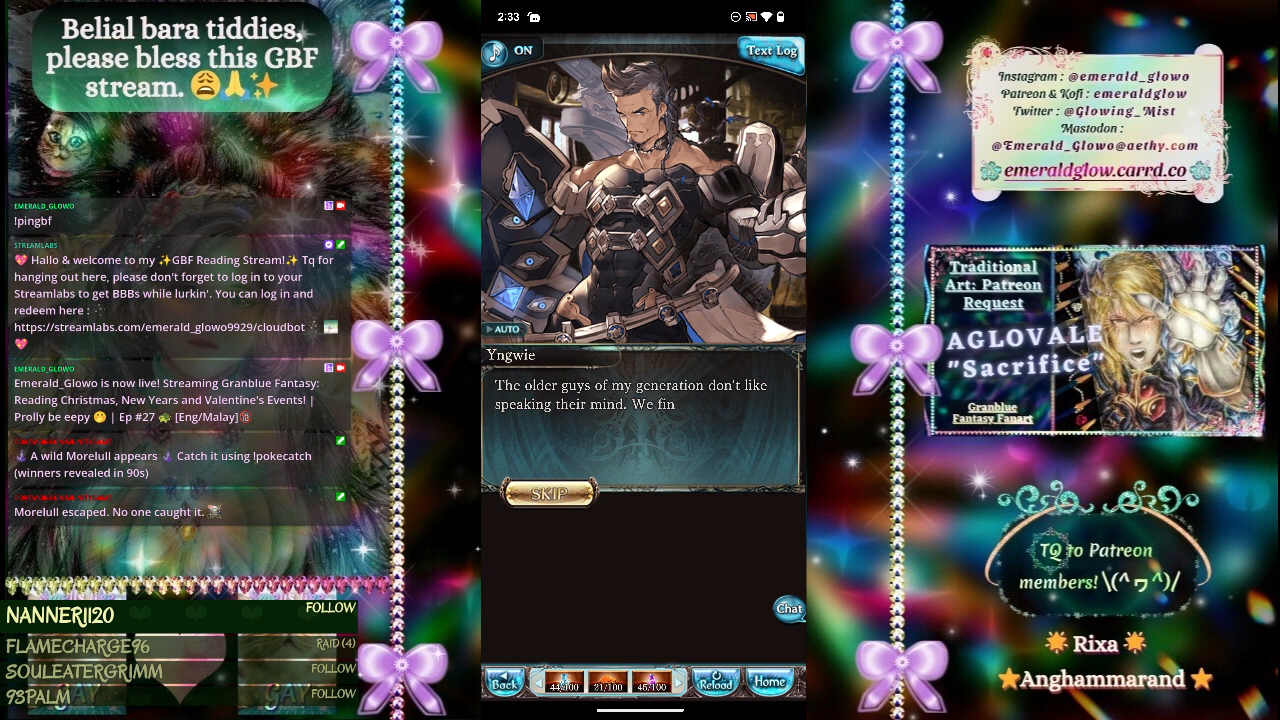 Belial bara tiddies,
please bless this GBF
stream. 😩🙏✨
EMERALD_GLOWO
!pingbf
STREAMLABS
💖 Hallo & welcome to my ✨GBF Reading Stream!✨ Tq for
hanging out here, please don't forget to log in to your
Streamlabs to get BBBs while lurkin'. You can log in and
redeem here :
https://streamlabs.com/emerald_glowo9929/cloudbot
💖
EMERALD_GLOWO
Emerald_Glowo is now live! Streaming Granblue Fantasy:
Reading Christmas, New Years and Valentine's Events! |
Prolly be eepy 🤭 | Ep #27 🐢 [Eng/Malay]🔞
A wild Morelull appears Catch it using !pokecatch
(winners revealed in 90s)
Morelull escaped. No one caught it.
NANNERJI20 FOLLOW
FLAMECHARGE96 RAID (4)
SOULEATERGRIMM FOLLOW
93PALM FOLLOW
2:33
ON
Text Log
AUTO
Yngwie
The older guys of my generation don't like
speaking their mind. We fin
SKIP
Chat
Back
44/100
21/100
45/100
Reload
Home
Instagram : @emerald_glowo
Patreon & Kofi : emeraldglow
Twitter : @Glowing_Mist
Mastodon :
@Emerald_Glowo@aethy.com
emeraldglow.carrd.co
Traditional
Art: Patreon
Request
AGLOVALE
"Sacrifice"
Granblue
Fantasy Fanart
TQ to Patreon
members! \(^ ヮ^)/
🌟 Rixa 🌟
⭐Anghammarand ⭐